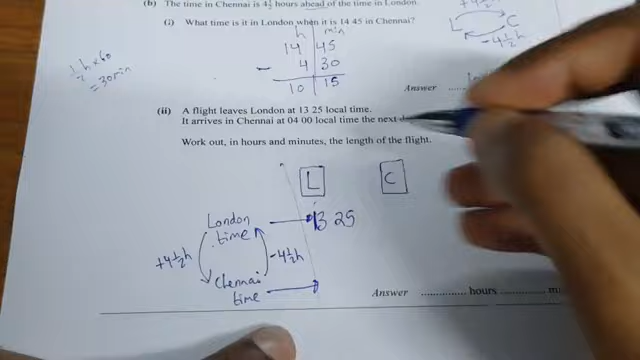 (b) The time in Chennai is 4½ hours ahead of the time in London.
+4½h
L C
-4½h
(i) What time is it in London when it is 14 45 in Chennai?
h min
14 45
- 4 30
10 15
½h × 60
= 30min
Answer
(ii) A flight leaves London at 13 25 local time.
It arrives in Chennai at 04 00 local time the next
Work out, in hours and minutes, the length of the flight.
L C
London time 13 25
+4½h -4½h
Chennai time
Answer .............. hours .............. m